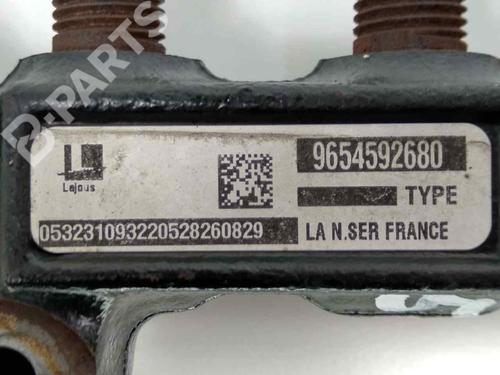 B-PARTS
Lejous
9654592680
TYPE
053231093220528260829
LA N.SER FRANCE